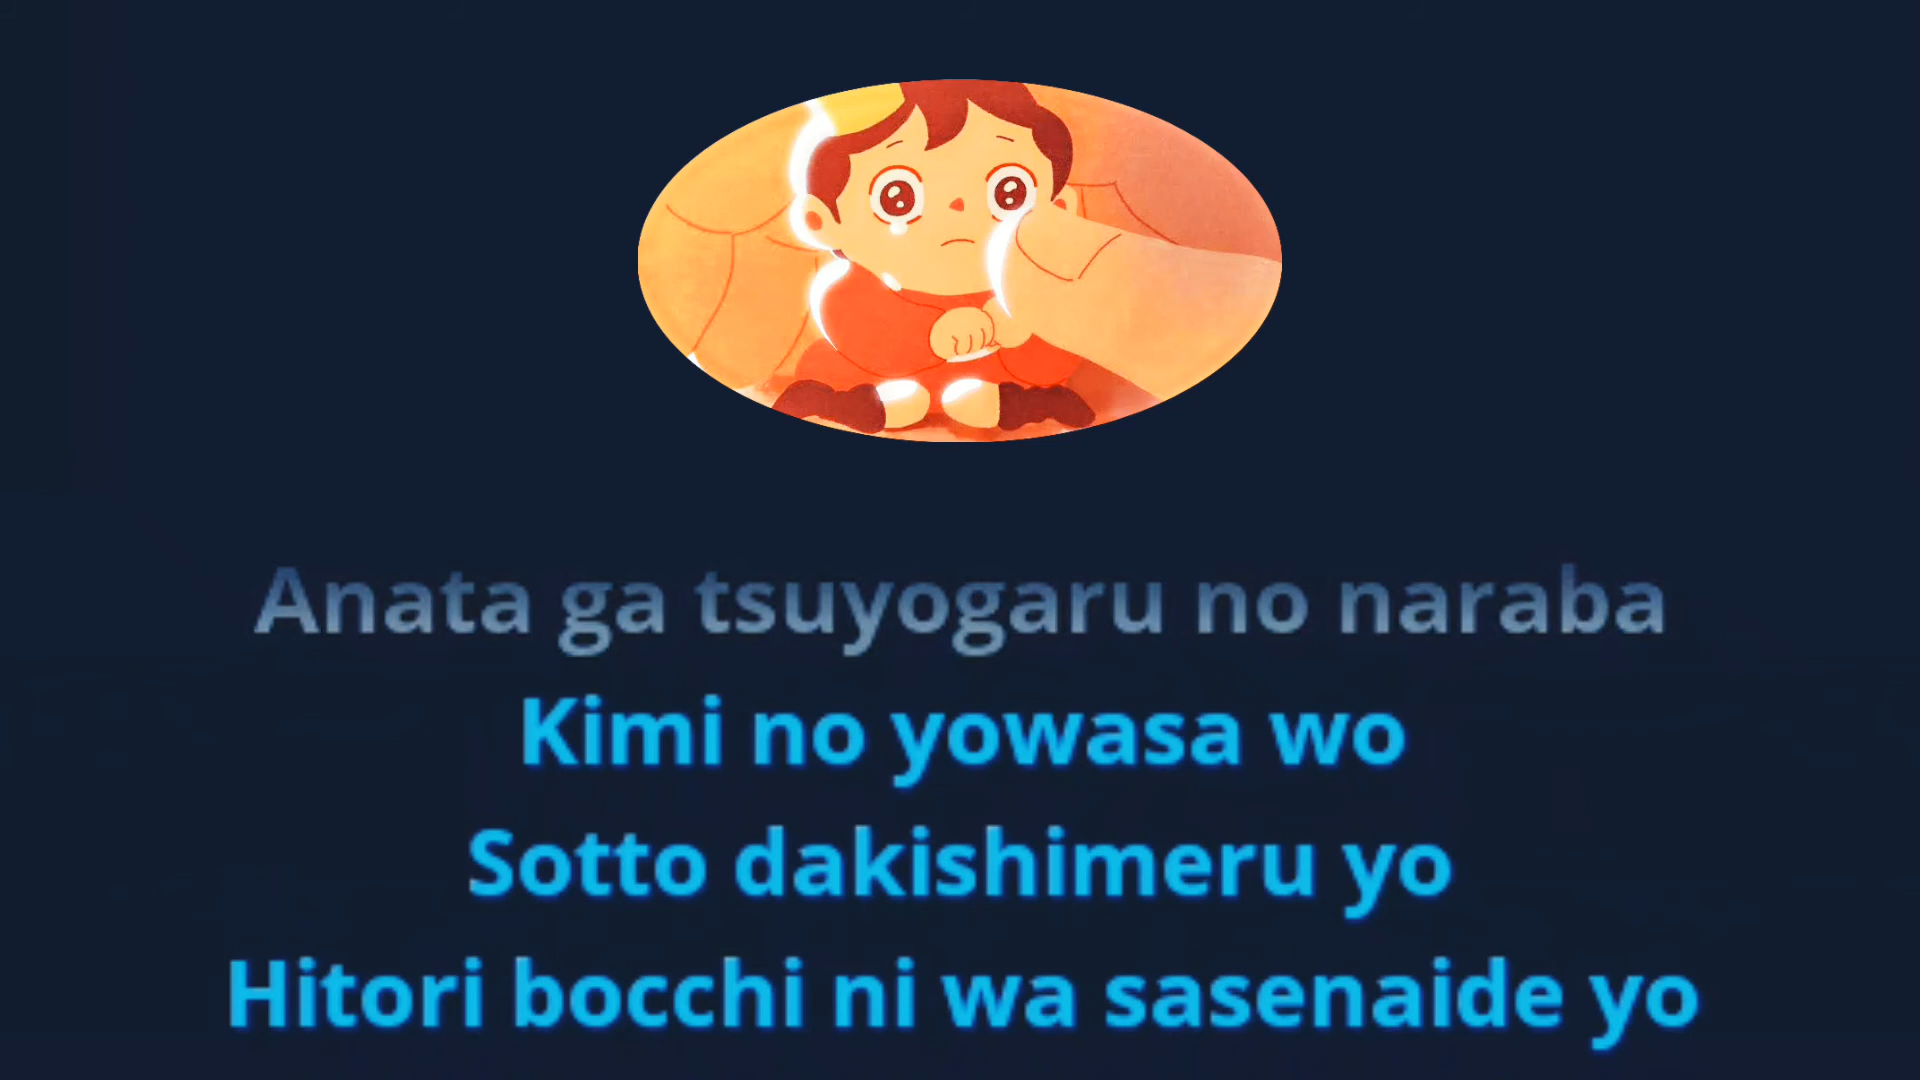 Anata ga tsuyogaru no naraba
Kimi no yowasa wo
Sotto dakishimeru yo
Hitori bocchi ni wa sasenaide yo